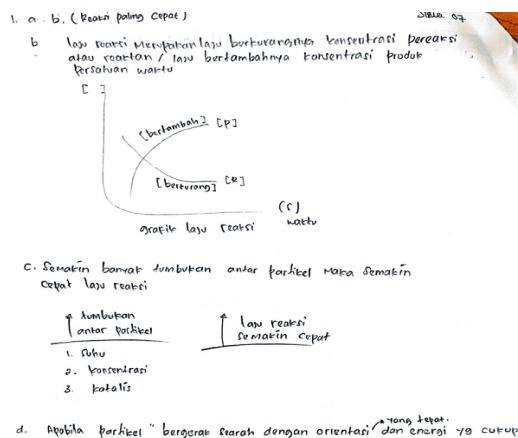 1. a. b. (Reaksi paling cepat)
siswa 07
b laju reaksi Merupakan laju berkurangnya konsentrasi pereaksi
atau reaktan / laju bertambahnya konsentrasi produk
Persatuan waktu
[ ]
[bertambah] [P]
[berkurang] [R]
(s)
waktu
grafik laju reaksi
c. Semakin banyak tumbukan antar partikel Maka semakin
cepat laju reaksi
↑ tumbukan
antar partikel
↑ laju reaksi
semakin cepat
1. Suhu
2. Konsentrasi
3. katalis
yang tepat.
d. Apabila partikel" bergerak searah dengan orientasi dan energi yg cukup